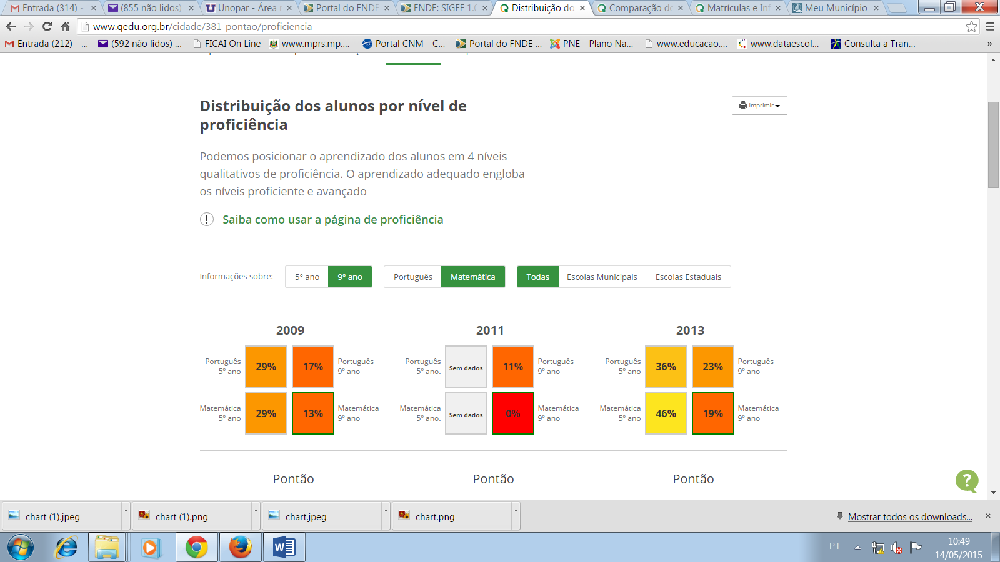 Entrada (314) -
(855 não lidos)
Unopar - Área
Portal do FNDE
FNDE: SIGEF 1.
Distribuição do
Comparação do
Matrículas e Inf
Meu Município
www.qedu.org.br/cidade/381-pontao/proficiencia
Entrada (212) - ...
(592 não lidos) ...
FICAI On Line
www.mprs.mp....
Portal CNM - C...
Portal do FNDE ...
PNE - Plano Na...
www.educacao....
www.dataescol...
Consulta a Tran...
»
Distribuição dos alunos por nível de
proficiência
Imprimir
Podemos posicionar o aprendizado dos alunos em 4 níveis
qualitativos de proficiência. O aprendizado adequado engloba
os níveis proficiente e avançado
! Saiba como usar a página de proficiência
Informações sobre: 5º ano 9º ano Português Matemática Todas Escolas Municipais Escolas Estaduais
2009
Português
5º ano
29%
17%
Português
9º ano
Matemática
5º ano
29%
13%
Matemática
9º ano
2011
Português
5º ano.
Sem dados
11%
Português
9º ano
Matemática
5º ano.
Sem dados
0%
Matemática
9º ano
2013
Português
5º ano
36%
23%
Português
9º ano
Matemática
5º ano
46%
19%
Matemática
9º ano
Pontão
Pontão
Pontão
?
chart (1).jpeg
chart (1).png
chart.jpeg
chart.png
Mostrar todos os downloads...
PT
10:49
14/05/2015